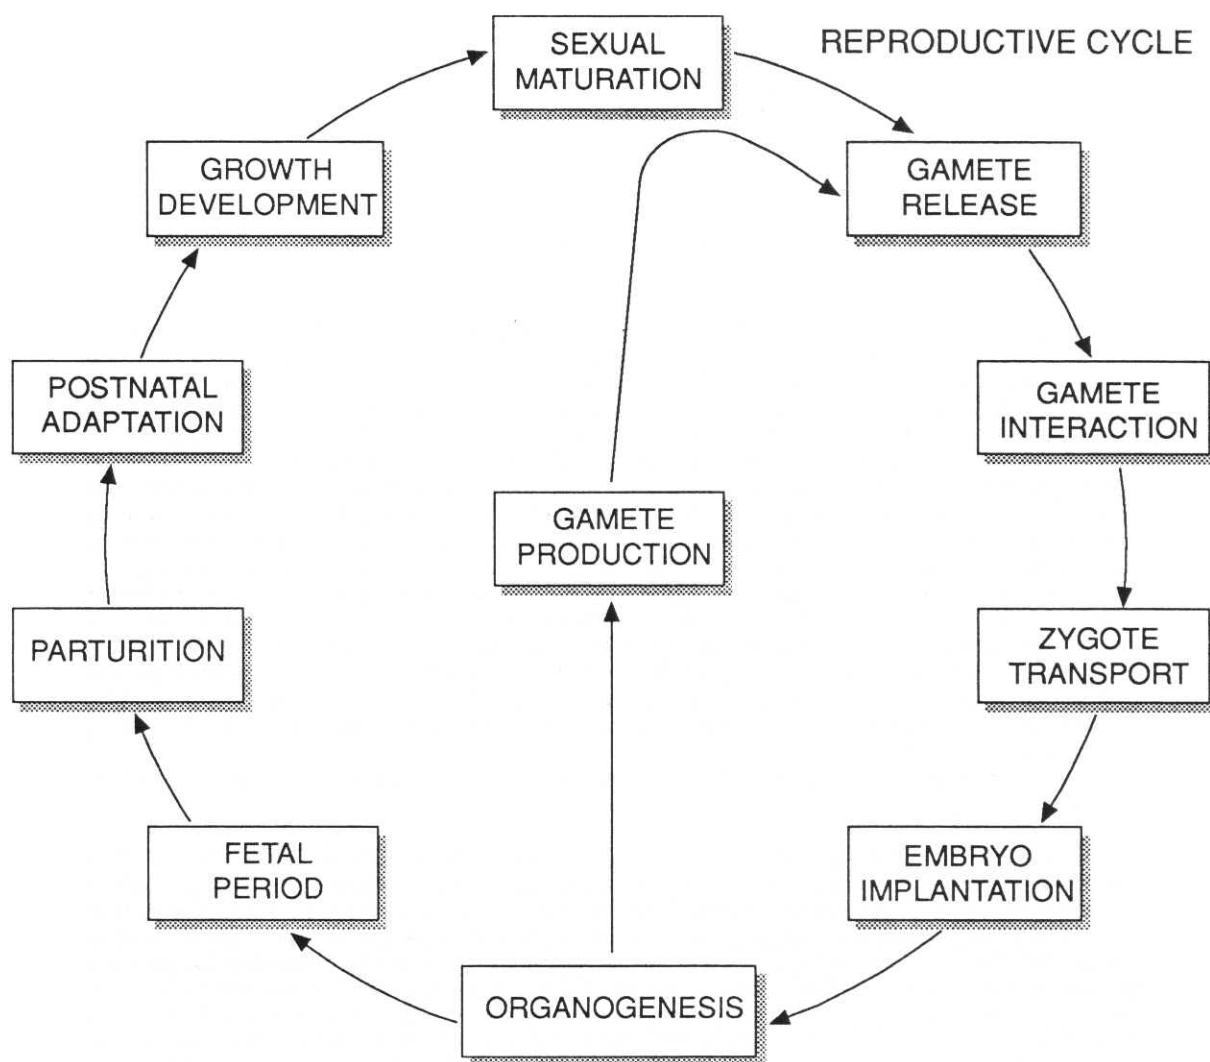 REPRODUCTIVE CYCLE
SEXUAL
MATURATION
GAMETE
RELEASE
GAMETE
INTERACTION
ZYGOTE
TRANSPORT
EMBRYO
IMPLANTATION
ORGANOGENESIS
FETAL
PERIOD
PARTURITION
POSTNATAL
ADAPTATION
GROWTH
DEVELOPMENT
GAMETE
PRODUCTION